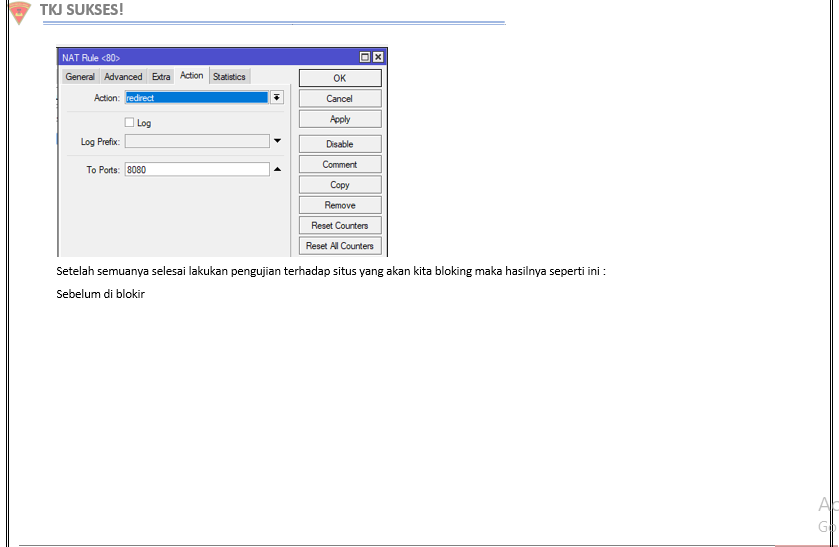 TKJ SUKSES!
NAT Rule <80>
General Advanced Extra Action Statistics
Action: redirect
Log
Log Prefix:
To Ports: 8080
OK
Cancel
Apply
Disable
Comment
Copy
Remove
Reset Counters
Reset All Counters
Setelah semuanya selesai lakukan pengujian terhadap situs yang akan kita bloking maka hasilnya seperti ini :
Sebelum di blokir